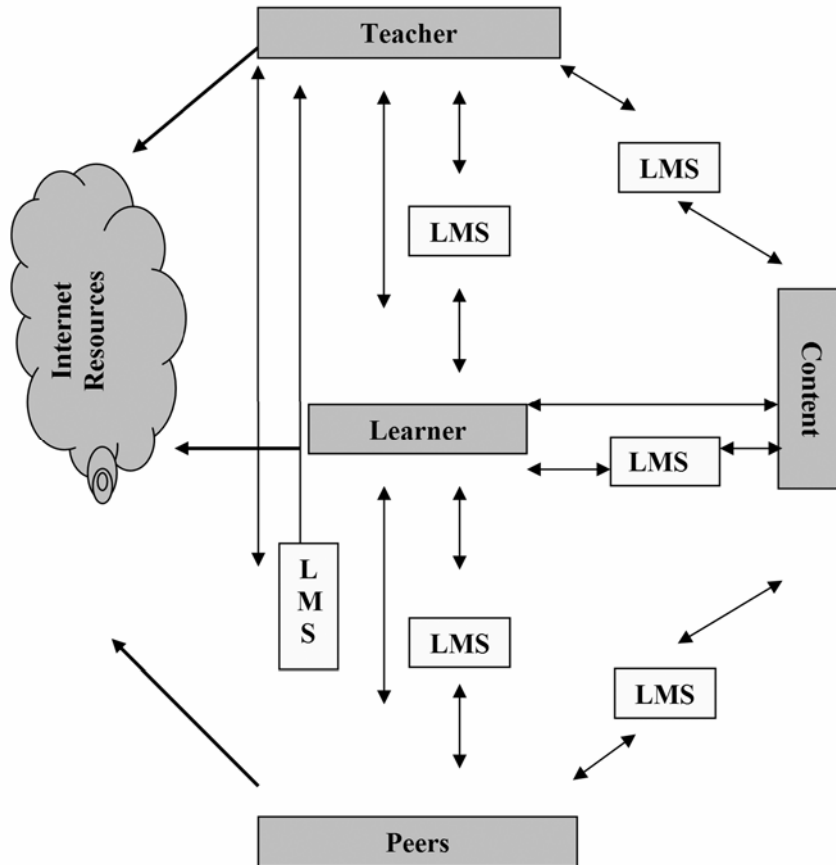 Teacher
LMS
LMS
Internet
Resources
Content
Learner
LMS
L
M
S
LMS
LMS
Peers